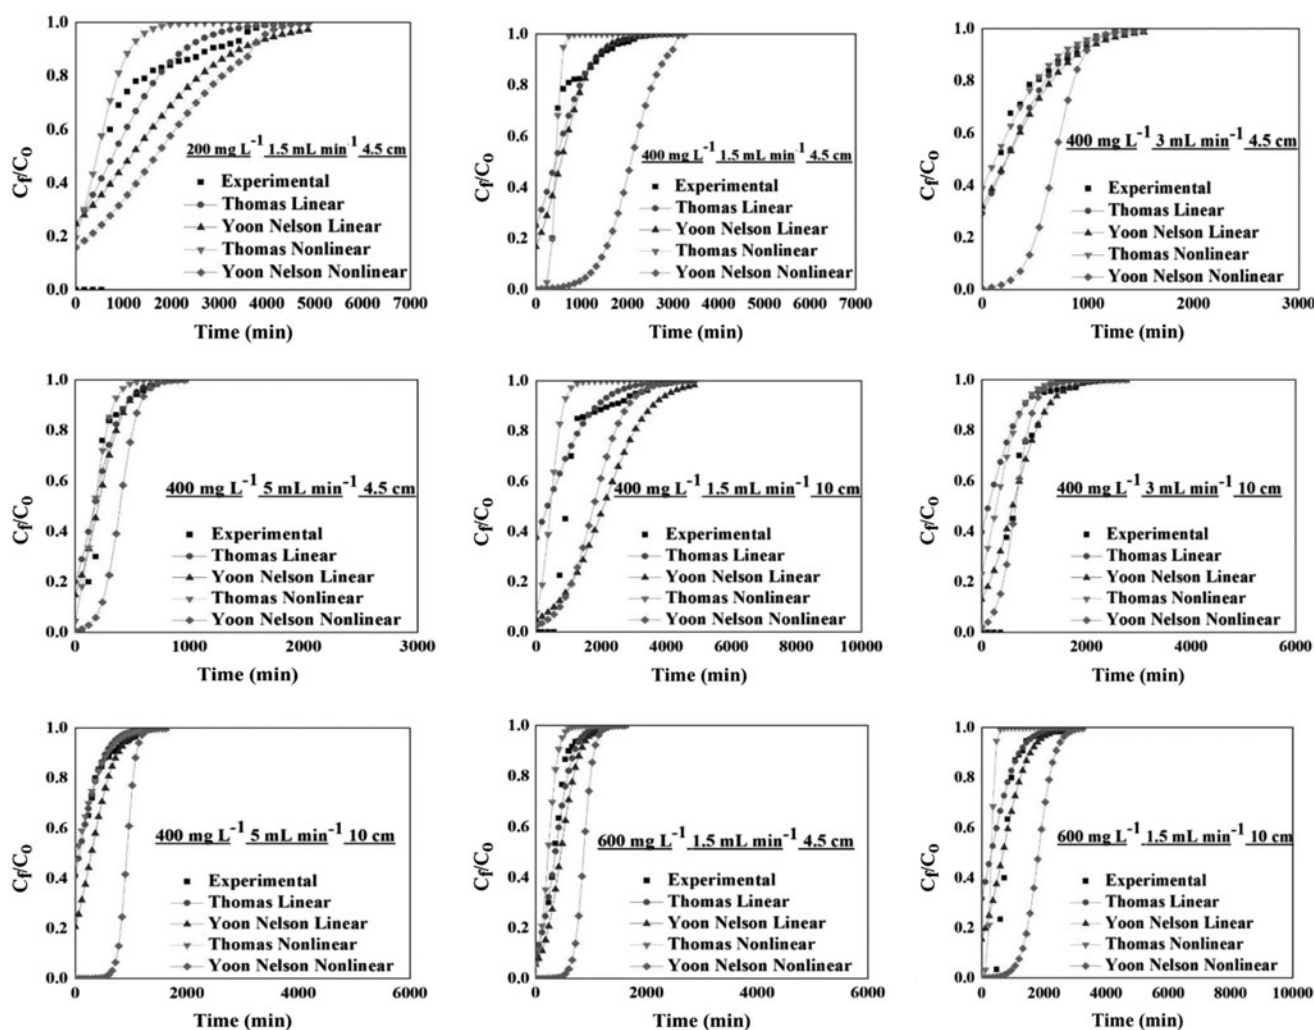 1.0
0.8
0.6
0.4
0.2
0.0
Cf/C0
200 mg L-1 1.5 mL min-1 4.5 cm
Experimental
Thomas Linear
Yoon Nelson Linear
Thomas Nonlinear
Yoon Nelson Nonlinear
0 1000 2000 3000 4000 5000 6000 7000
Time (min)
1.0
0.8
0.6
0.4
0.2
0.0
Cf/C0
400 mg L-1 1.5 mL min-1 4.5 cm
Experimental
Thomas Linear
Yoon Nelson Linear
Thomas Nonlinear
Yoon Nelson Nonlinear
0 1000 2000 3000 4000 5000 6000 7000
Time (min)
1.0
0.8
0.6
0.4
0.2
0.0
Cf/C0
400 mg L-1 3 mL min-1 4.5 cm
Experimental
Thomas Linear
Yoon Nelson Linear
Thomas Nonlinear
Yoon Nelson Nonlinear
0 1000 2000 3000
Time (min)
1.0
0.8
0.6
0.4
0.2
0.0
Cf/C0
400 mg L-1 5 mL min-1 4.5 cm
Experimental
Thomas Linear
Yoon Nelson Linear
Thomas Nonlinear
Yoon Nelson Nonlinear
0 1000 2000 3000
Time (min)
1.0
0.8
0.6
0.4
0.2
0.0
Cf/C0
400 mg L-1 1.5 mL min-1 10 cm
Experimental
Thomas Linear
Yoon Nelson Linear
Thomas Nonlinear
Yoon Nelson Nonlinear
0 2000 4000 6000 8000 10000
Time (min)
1.0
0.8
0.6
0.4
0.2
0.0
Cf/C0
400 mg L-1 3 mL min-1 10 cm
Experimental
Thomas Linear
Yoon Nelson Linear
Thomas Nonlinear
Yoon Nelson Nonlinear
0 2000 4000 6000
Time (min)
1.0
0.8
0.6
0.4
0.2
0.0
Cf/C0
400 mg L-1 5 mL min-1 10 cm
Experimental
Thomas Linear
Yoon Nelson Linear
Thomas Nonlinear
Yoon Nelson Nonlinear
0 2000 4000 6000
Time (min)
1.0
0.8
0.6
0.4
0.2
0.0
Cf/C0
600 mg L-1 1.5 mL min-1 4.5 cm
Experimental
Thomas Linear
Yoon Nelson Linear
Thomas Nonlinear
Yoon Nelson Nonlinear
0 2000 4000 6000
Time (min)
1.0
0.8
0.6
0.4
0.2
0.0
Cf/C0
600 mg L-1 1.5 mL min-1 10 cm
Experimental
Thomas Linear
Yoon Nelson Linear
Thomas Nonlinear
Yoon Nelson Nonlinear
0 2000 4000 6000 8000 10000
Time (min)